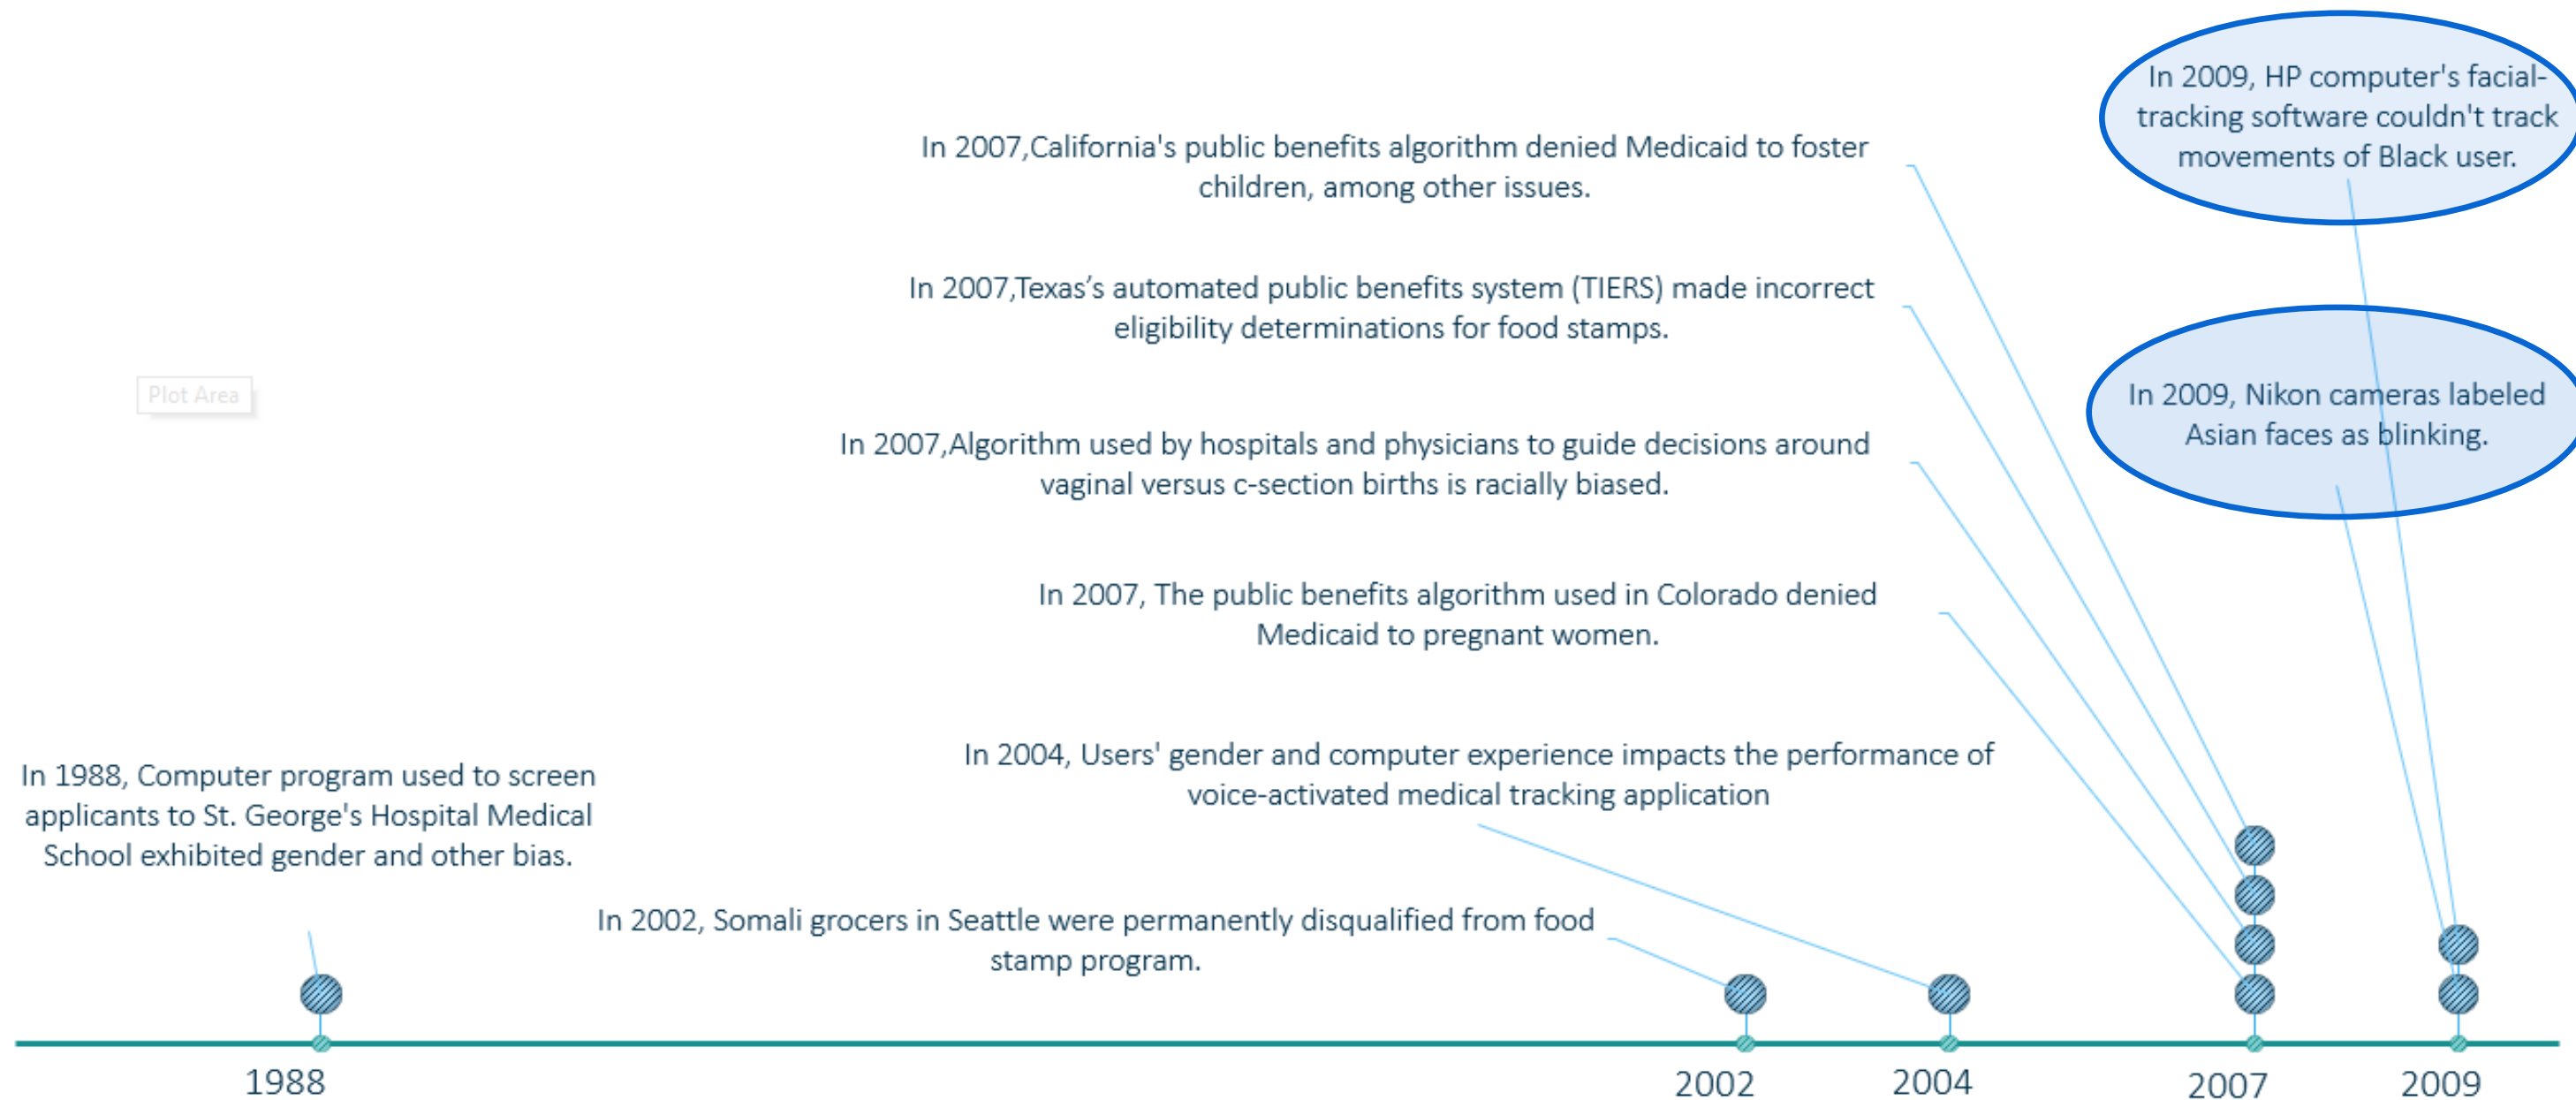 In 2009, HP computer's facial-
tracking software couldn't track
movements of Black user.
In 2007,California's public benefits algorithm denied Medicaid to foster
children, among other issues.
In 2007,Texas’s automated public benefits system (TIERS) made incorrect
eligibility determinations for food stamps.
Plot Area
In 2009, Nikon cameras labeled
Asian faces as blinking.
In 2007,Algorithm used by hospitals and physicians to guide decisions around
vaginal versus c-section births is racially biased.
In 2007, The public benefits algorithm used in Colorado denied
Medicaid to pregnant women.
In 2004, Users' gender and computer experience impacts the performance of
voice-activated medical tracking application
In 1988, Computer program used to screen
applicants to St. George's Hospital Medical
School exhibited gender and other bias.
In 2002, Somali grocers in Seattle were permanently disqualified from food
stamp program.
1988
2002
2004
2007
2009